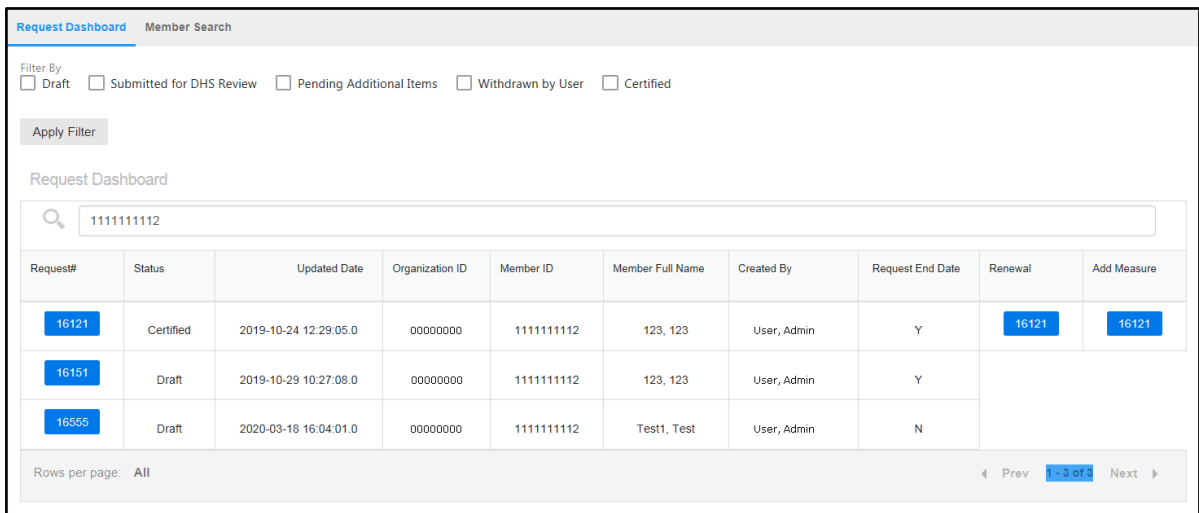 Request Dashboard Member Search
Filter By
Draft Submitted for DHS Review Pending Additional Items Withdrawn by User Certified
Apply Filter
Request Dashboard
1111111112
Request# Status Updated Date Organization ID Member ID Member Full Name Created By Request End Date Renewal Add Measure
16121 Certified 2019-10-24 12:29:05.0 00000000 1111111112 123, 123 User, Admin Y 16121 16121
16151 Draft 2019-10-29 10:27:08.0 00000000 1111111112 123, 123 User, Admin Y
16555 Draft 2020-03-18 16:04:01.0 00000000 1111111112 Test1, Test User, Admin N
Rows per page: All Prev 1 - 3 of 3 Next